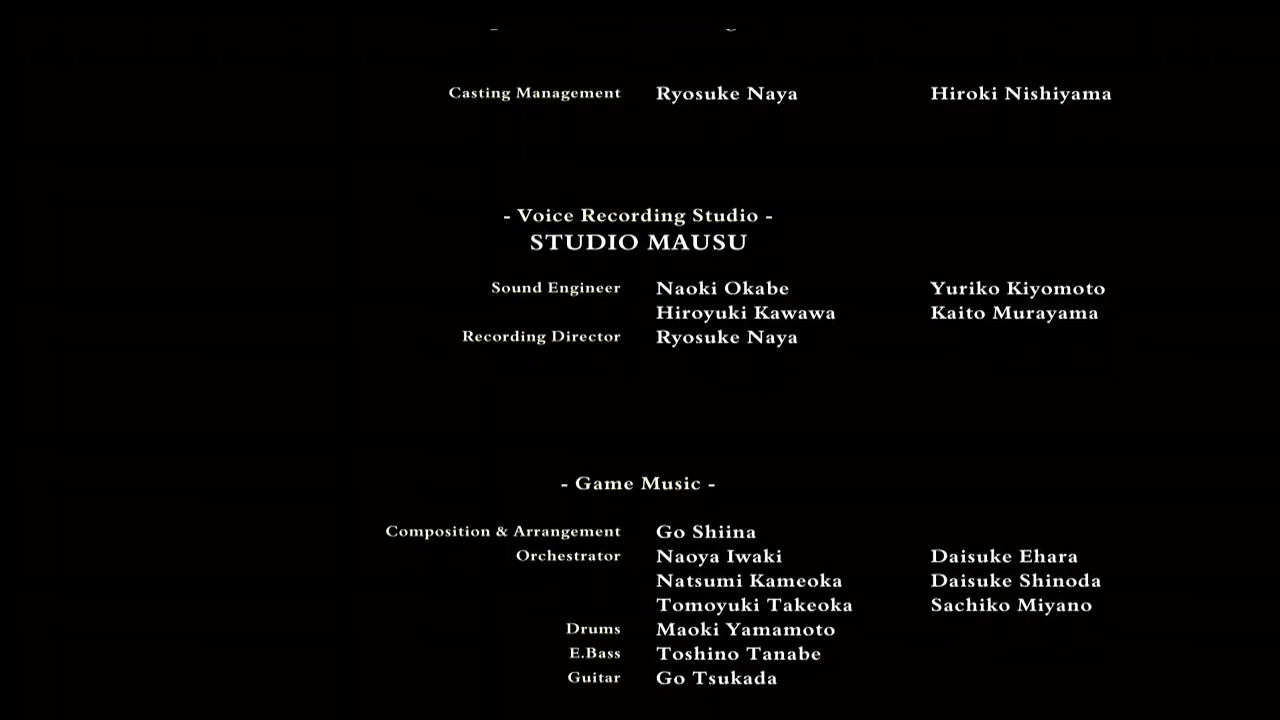 Casting Management Ryosuke Naya Hiroki Nishiyama
- Voice Recording Studio -
STUDIO MAUSU
Sound Engineer Naoki Okabe Yuriko Kiyomoto
Hiroyuki Kawawa Kaito Murayama
Recording Director Ryosuke Naya
- Game Music -
Composition & Arrangement Go Shiina
Orchestrator Naoya Iwaki Daisuke Ehara
Natsumi Kameoka Daisuke Shinoda
Tomoyuki Takeoka Sachiko Miyano
Drums Maoki Yamamoto
E.Bass Toshino Tanabe
Guitar Go Tsukada